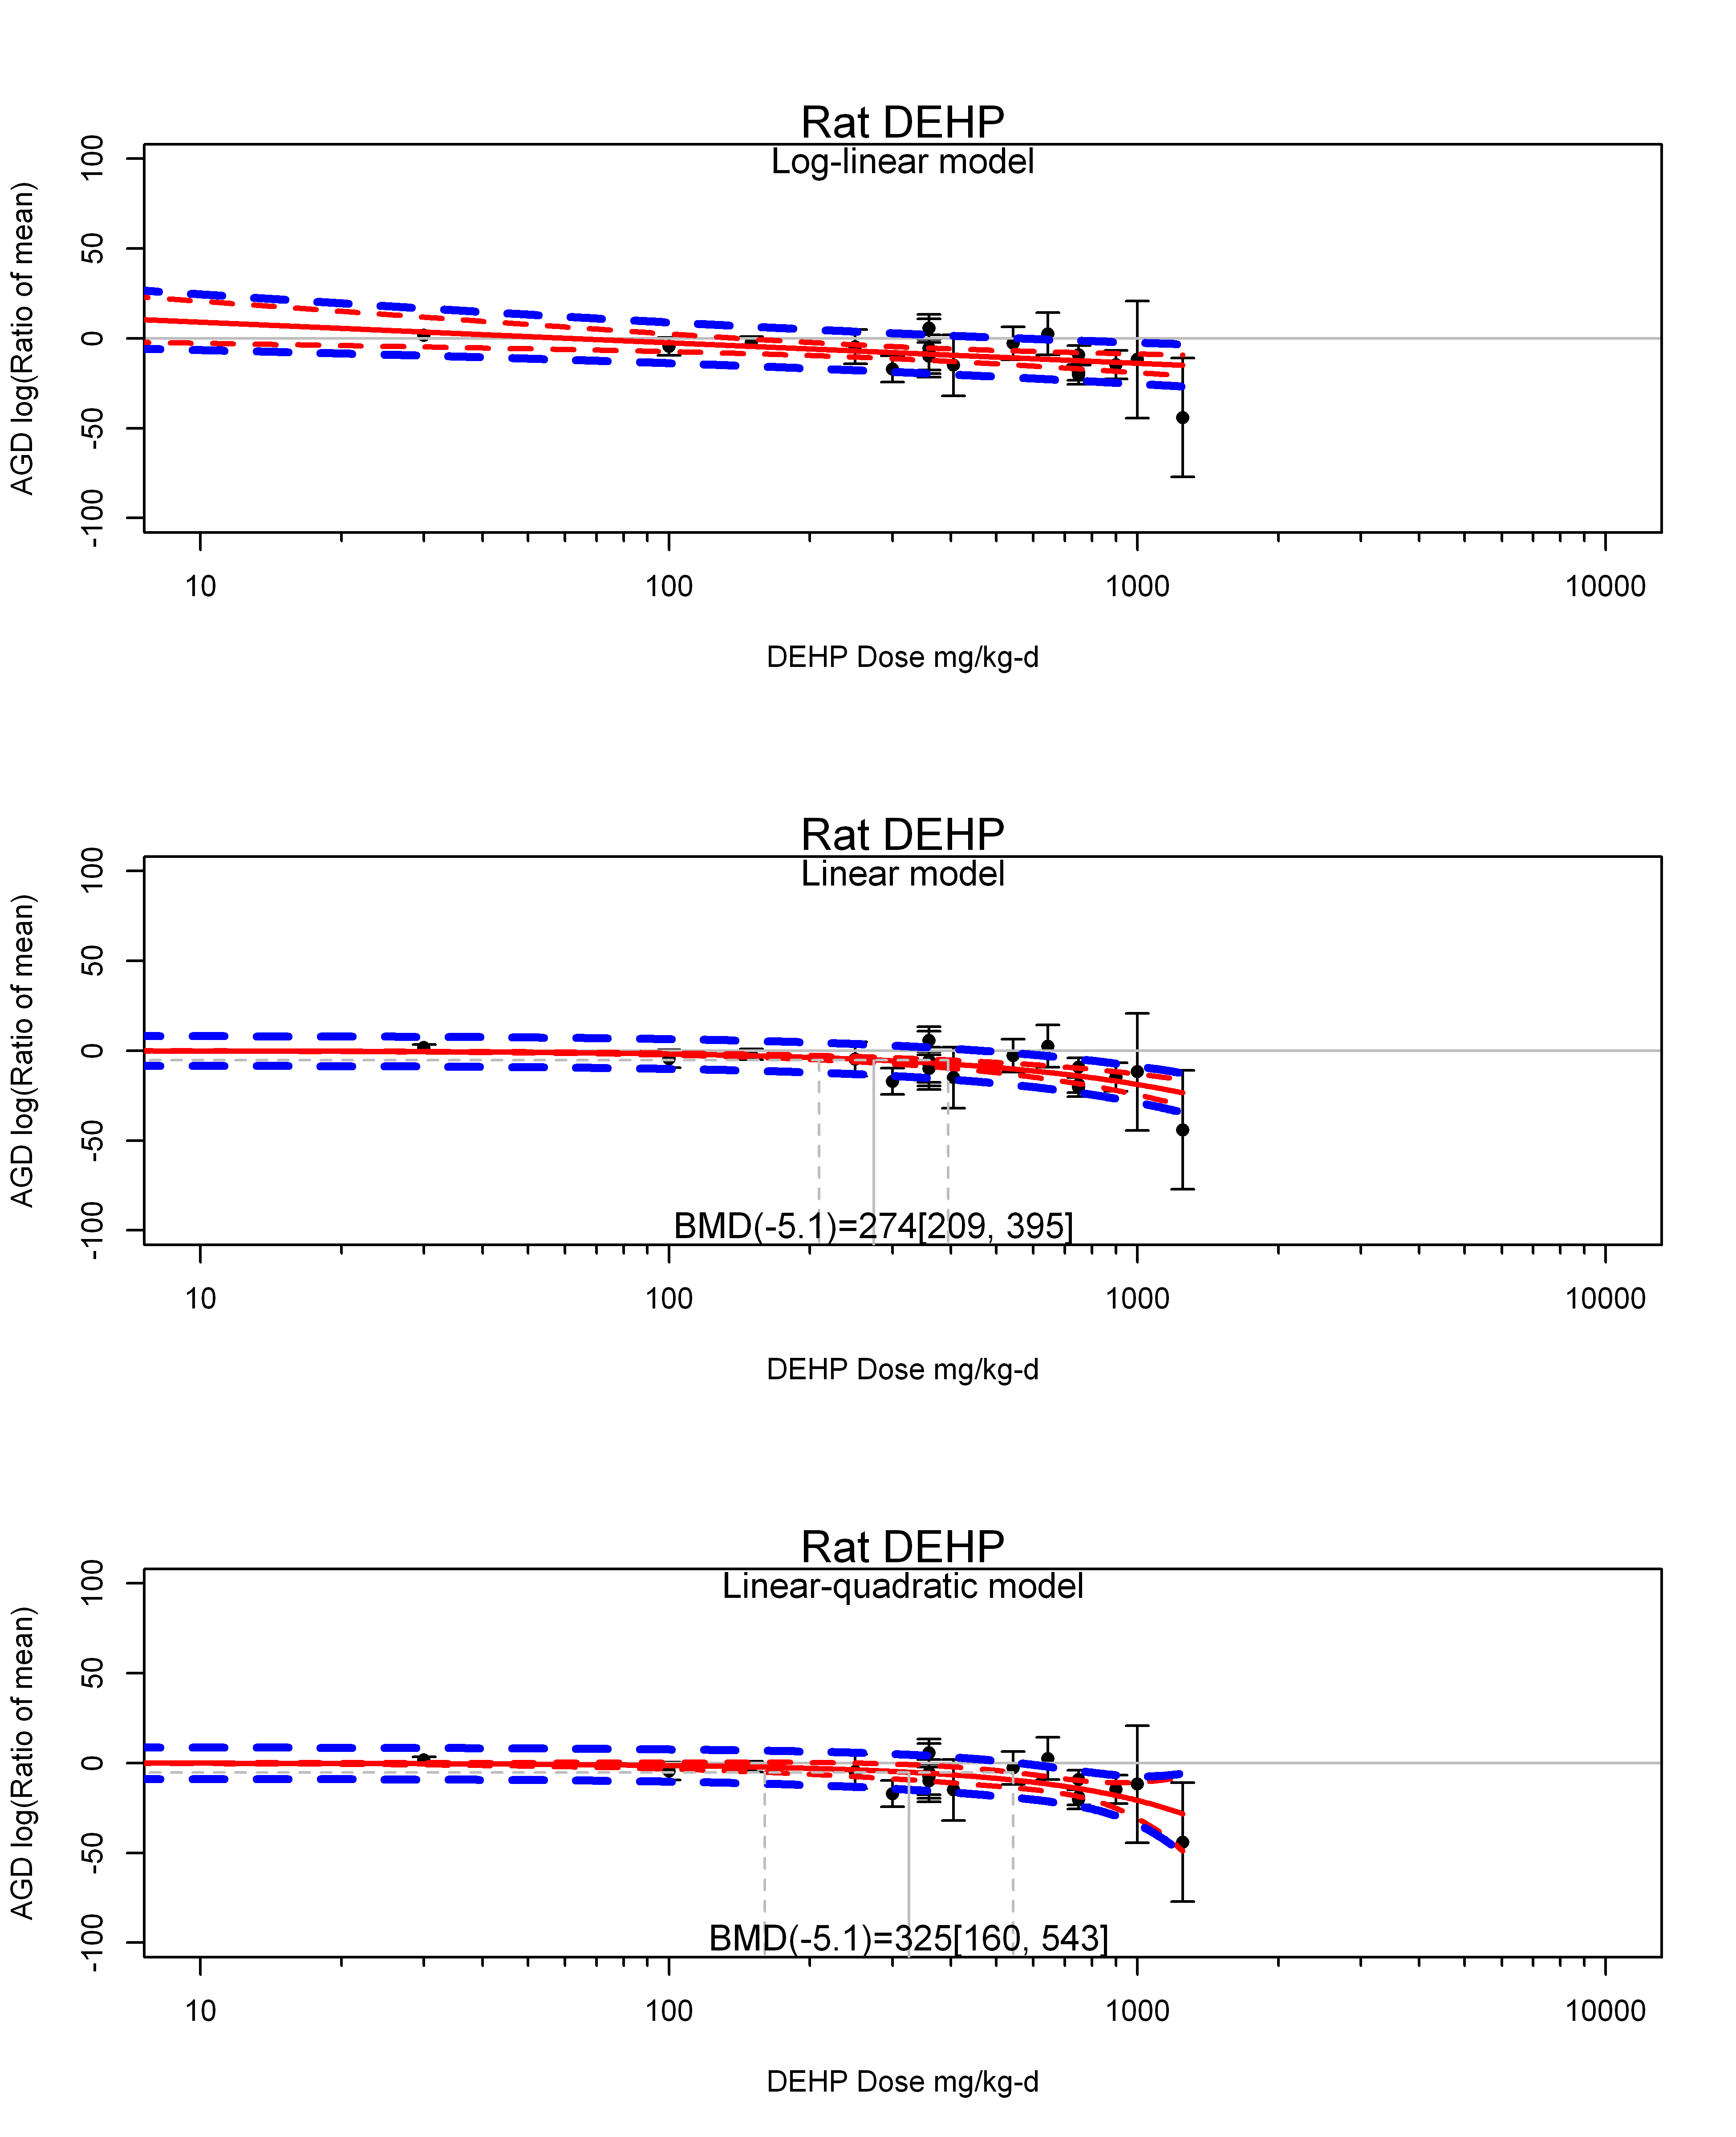 Rat DEHP
Log-linear model
AGD log(Ratio of mean)
100
50
0
-50
-100
10 100 1000 10000
DEHP Dose mg/kg-d
Rat DEHP
Linear model
AGD log(Ratio of mean)
100
50
0
-50
-100
BMD(-5.1)=274[209, 395]
10 100 1000 10000
DEHP Dose mg/kg-d
Rat DEHP
Linear-quadratic model
AGD log(Ratio of mean)
100
50
0
-50
-100
BMD(-5.1)=325[160, 543]
10 100 1000 10000
DEHP Dose mg/kg-d